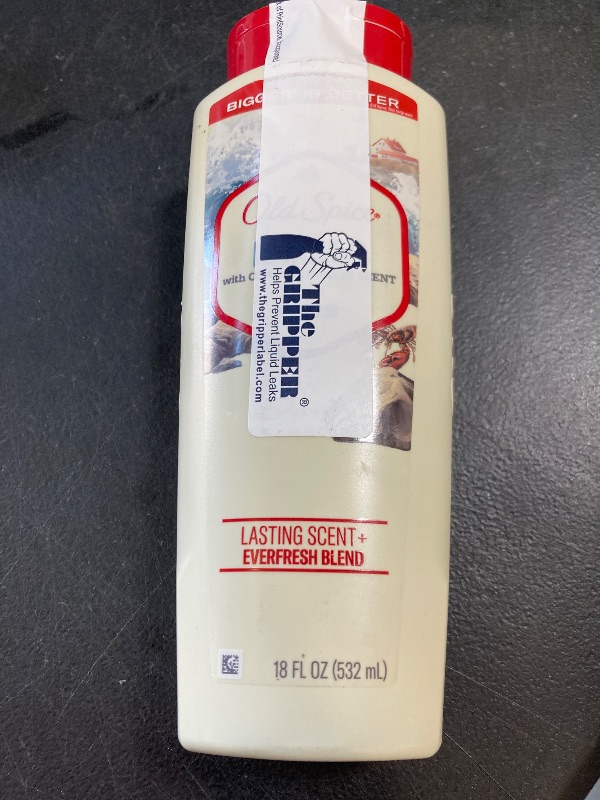 BIGG IS BETTER
Old Spice®
with C ENT
The
GRIPPER®
Helps Prevent Liquid Leaks
www.thegripperlabel.com
LASTING SCENT+
EVERFRESH BLEND
18 FL OZ (532 mL)